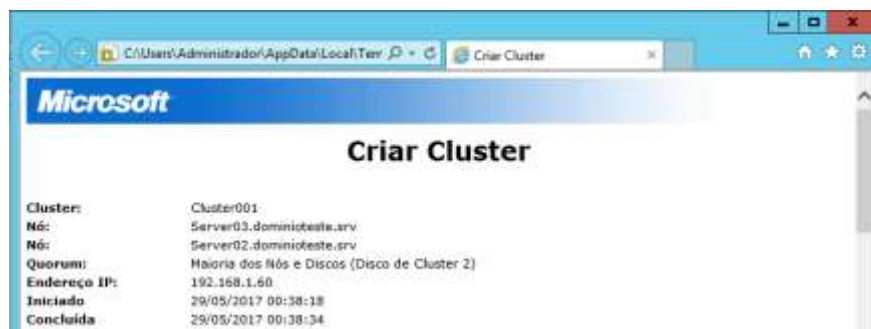 C:\Users\Administrador\AppData\Local\Tem
Criar Cluster
Microsoft
Criar Cluster
Cluster: Cluster001
Nó: Server03.dominioteste.srv
Nó: Server02.dominioteste.srv
Quorum: Maioria dos Nós e Discos (Disco de Cluster 2)
Endereço IP: 192.168.1.60
Iniciado 29/05/2017 00:38:18
Concluída 29/05/2017 00:38:34